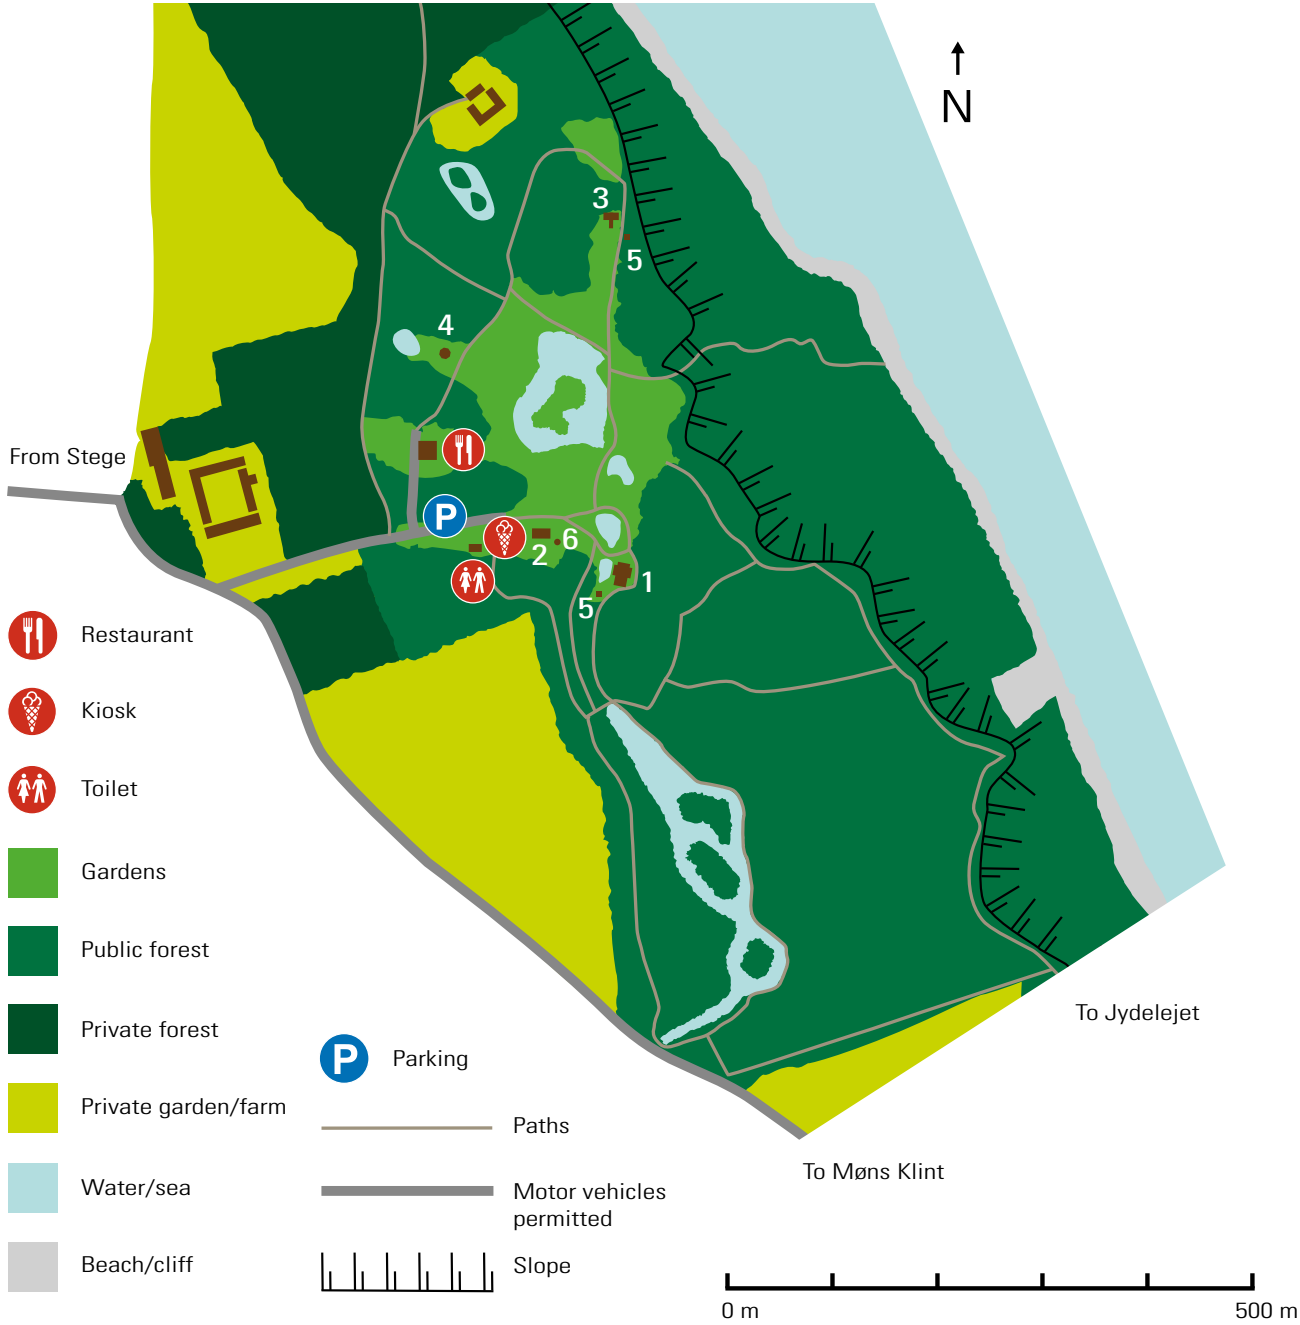 N
3
5
4
From Stege
P
2
6
1
5
Restaurant
Kiosk
Toilet
Gardens
Public forest
Private forest
Private garden/farm
Water/sea
Beach/cliff
P
Parking
Paths
Motor vehicles
permitted
Slope
To Jydelejet
To Møns Klint
0 m
500 m